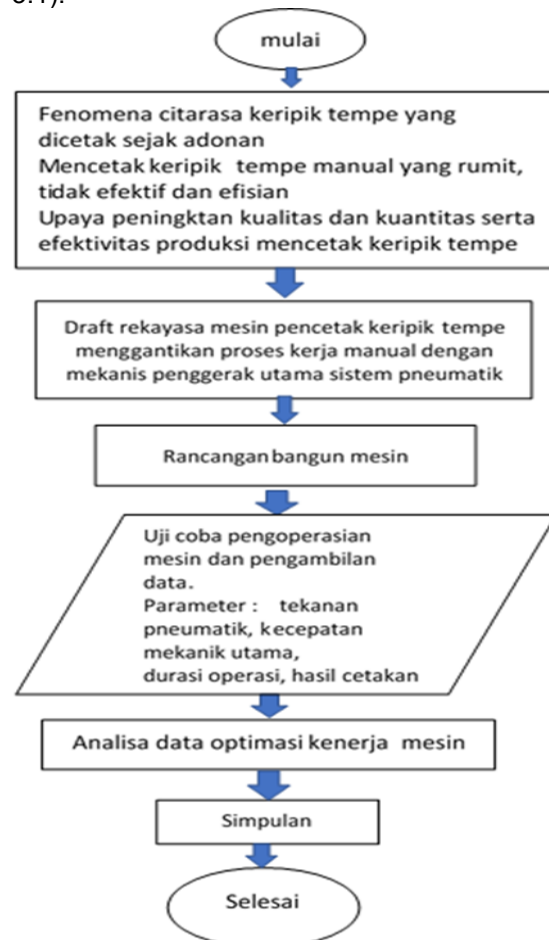 3.1).
mulai
Fenomena citarasa keripik tempe yang
dicetak sejak adonan
Mencetak keripik tempe manual yang rumit,
tidak efektif dan efisian
Upaya peningktan kualitas dan kuantitas serta
efektivitas produksi mencetak keripik tempe
Draft rekayasa mesin pencetak keripik tempe
menggantikan proses kerja manual dengan
mekanis penggerak utama sistem pneumatik
Rancangan bangun mesin
Uji coba pengoperasian
mesin dan pengambilan
data.
Parameter : tekanan
pneumatik, kecepatan
mekanik utama,
durasi operasi, hasil cetakan
Analisa data optimasi kenerja mesin
Simpulan
Selesai